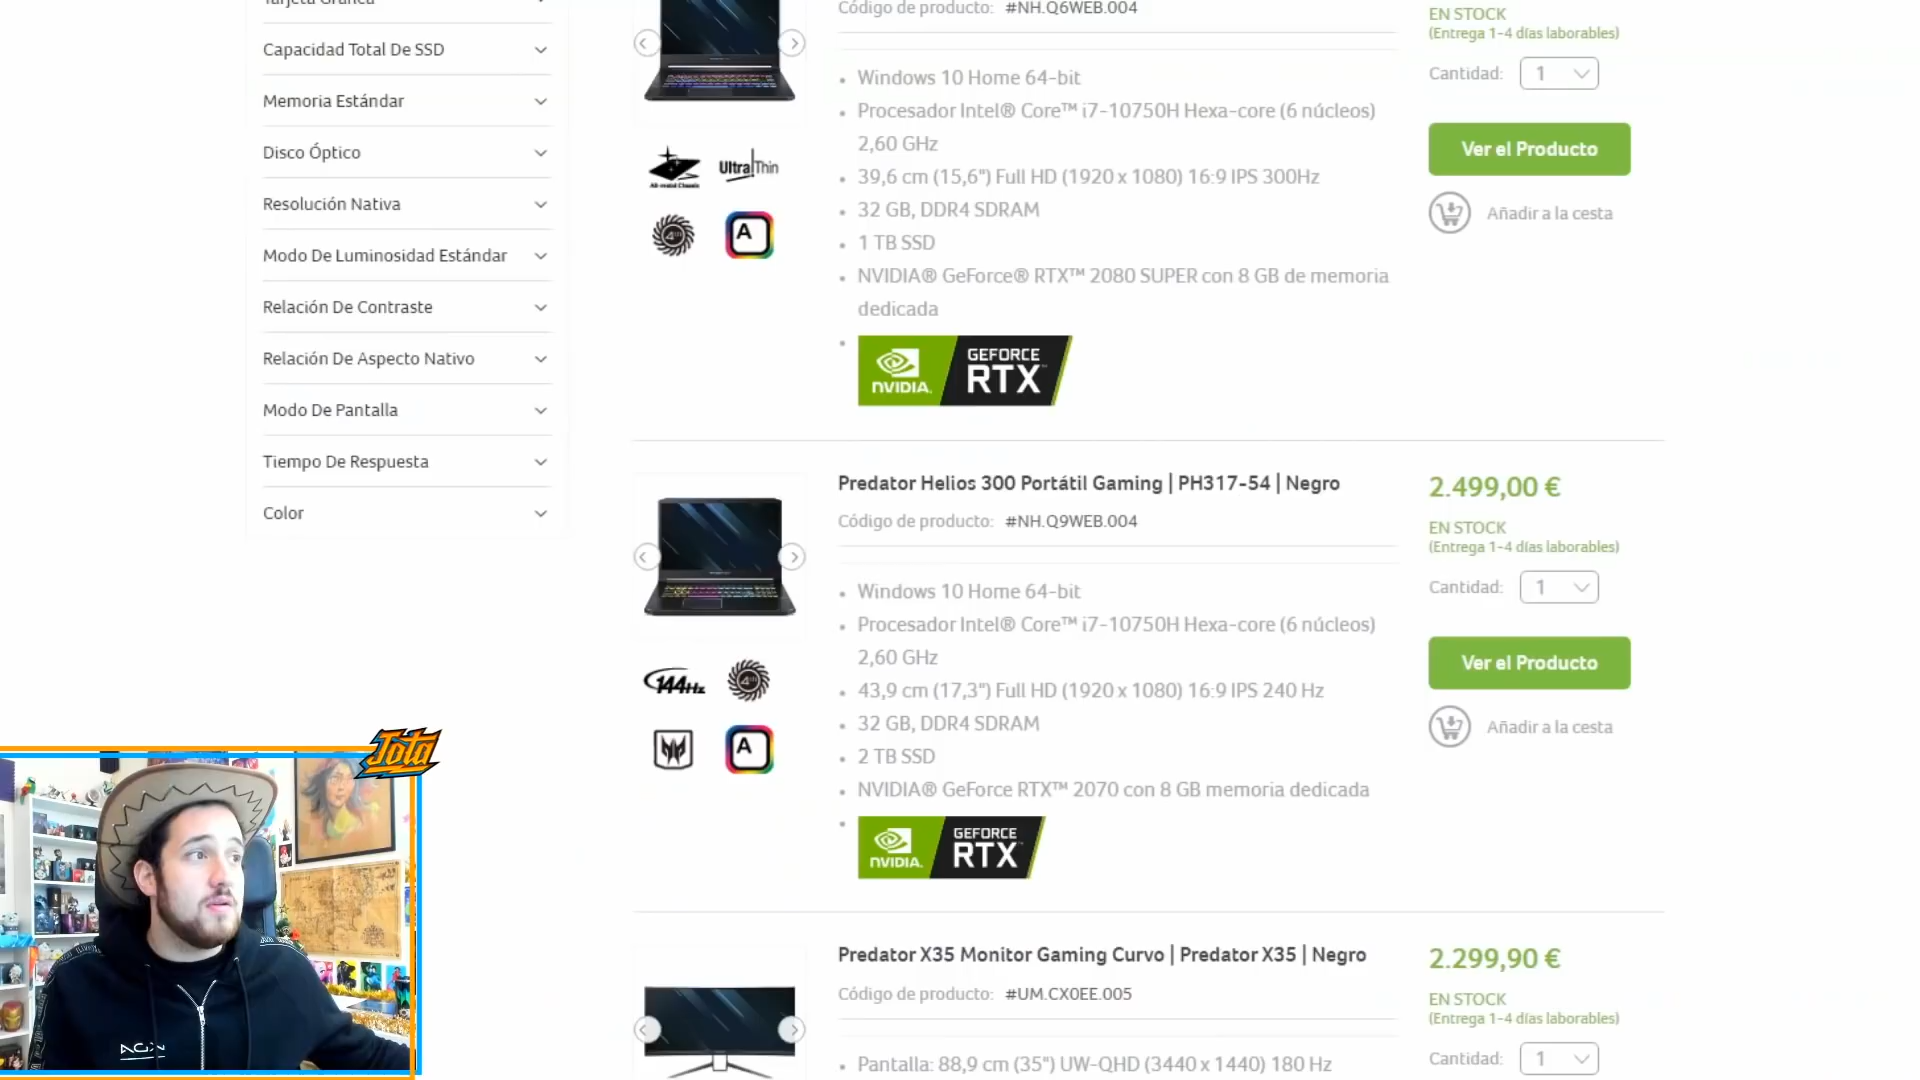 Tarjeta Gráfica
Capacidad Total De SSD
Memoria Estándar
Disco Óptico
Resolución Nativa
Modo De Luminosidad Estándar
Relación De Contraste
Relación De Aspecto Nativo
Modo De Pantalla
Tiempo De Respuesta
Color
All-metal Chassis
UltraThin
4TH
A
Código de producto: #NH.Q6WEB.004
• Windows 10 Home 64-bit
• Procesador Intel® Core™ i7-10750H Hexa-core (6 núcleos)
2,60 GHz
• 39,6 cm (15,6") Full HD (1920 x 1080) 16:9 IPS 300Hz
• 32 GB, DDR4 SDRAM
• 1 TB SSD
• NVIDIA® GeForce® RTX™ 2080 SUPER con 8 GB de memoria
dedicada
NVIDIA. GEFORCE RTX™
EN STOCK
(Entrega 1-4 días laborables)
Cantidad: 1
Ver el Producto
Añadir a la cesta
Predator Helios 300 Portátil Gaming | PH317-54 | Negro
Código de producto: #NH.Q9WEB.004
144Hz
4TH
A
• Windows 10 Home 64-bit
• Procesador Intel® Core™ i7-10750H Hexa-core (6 núcleos)
2,60 GHz
• 43,9 cm (17,3") Full HD (1920 x 1080) 16:9 IPS 240 Hz
• 32 GB, DDR4 SDRAM
• 2 TB SSD
• NVIDIA® GeForce RTX™ 2070 con 8 GB memoria dedicada
NVIDIA. GEFORCE RTX™
2.499,00 €
EN STOCK
(Entrega 1-4 días laborables)
Cantidad: 1
Ver el Producto
Añadir a la cesta
Predator X35 Monitor Gaming Curvo | Predator X35 | Negro
Código de producto: #UM.CX0EE.005
• Pantalla: 88,9 cm (35") UW-QHD (3440 x 1440) 180 Hz
2.299,90 €
EN STOCK
(Entrega 1-4 días laborables)
Cantidad: 1
Jota